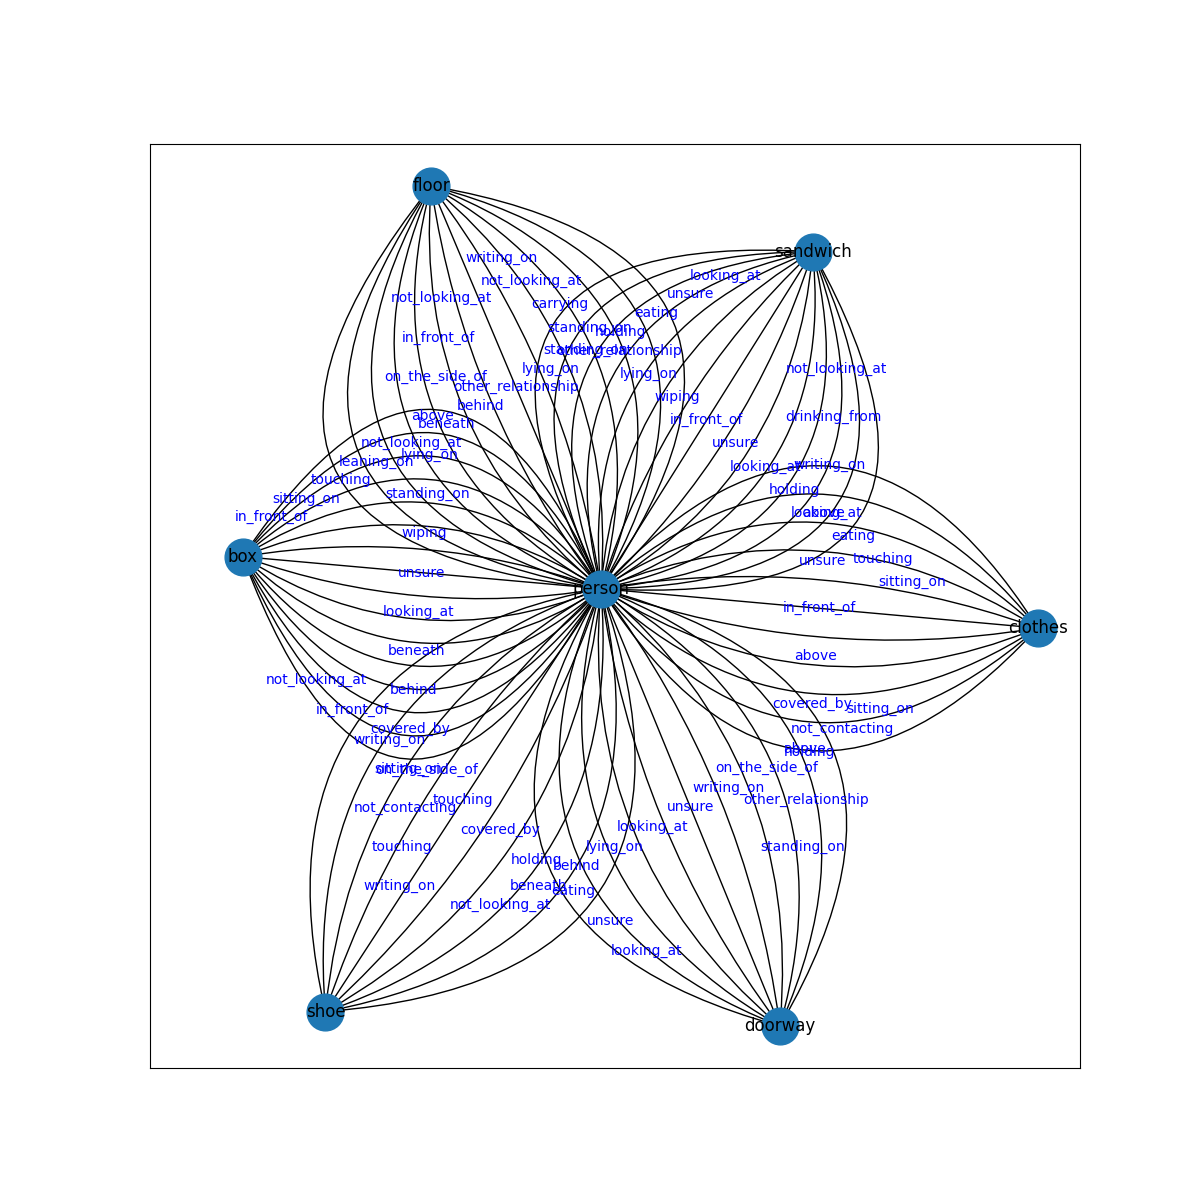 floor
sandwich
writing_on
looking_at
not_looking_at
unsure
not_looking_at
carrying
eating
standing_on
holding
in_front_of
standing_on
other_relationship
lying_on
not_looking_at
on_the_side_of
lying_on
other_relationship
wiping
behind
above
beneath
drinking_from
in_front_of
not_looking_at
unsure
lying_on
leaning_on
looking_at
writing_on
touching
standing_on
holding
sitting_on
in_front_of
looking_at
above
wiping
eating
box
unsure
touching
unsure
sitting_on
person
looking_at
in_front_of
clothes
beneath
above
not_looking_at
behind
in_front_of
covered_by
sitting_on
covered_by
not_contacting
writing_on
above
holding
sitting_on
on_the_side_of
on_the_side_of
touching
writing_on
other_relationship
not_contacting
unsure
covered_by
looking_at
touching
lying_on
standing_on
holding
behind
writing_on
beneath
eating
not_looking_at
unsure
looking_at
shoe
doorway